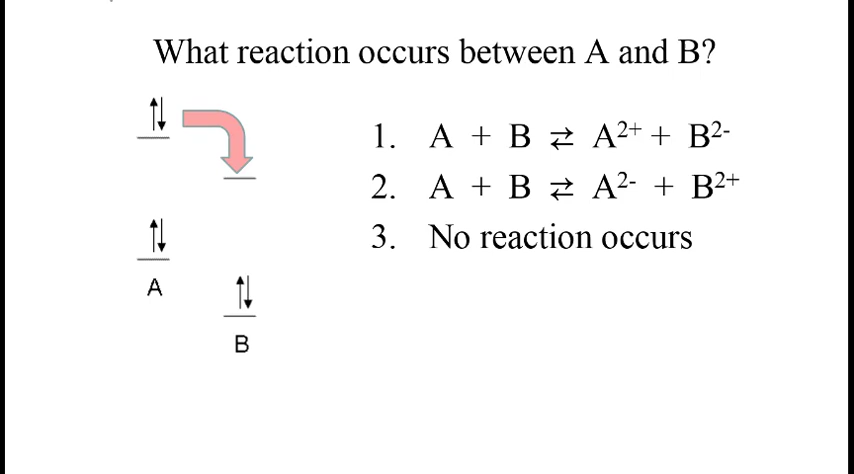 What reaction occurs between A and B?
1. A + B ⇄ A²⁺ + B²⁻
2. A + B ⇄ A²⁻ + B²⁺
3. No reaction occurs
A
B